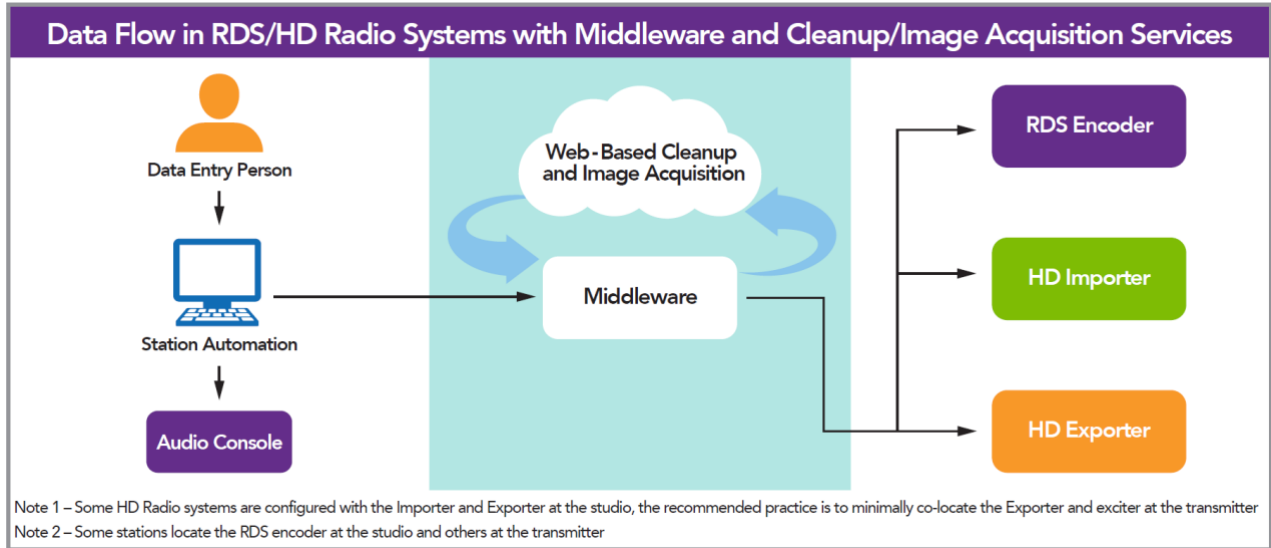 Data Flow in RDS/HD Radio Systems with Middleware and Cleanup/Image Acquisition Services
Data Entry Person
Station Automation
Audio Console
Web-Based Cleanup
and Image Acquisition
Middleware
RDS Encoder
HD Importer
HD Exporter
Note 1 – Some HD Radio systems are configured with the Importer and Exporter at the studio, the recommended practice is to minimally co-locate the Exporter and exciter at the transmitter
Note 2 – Some stations locate the RDS encoder at the studio and others at the transmitter